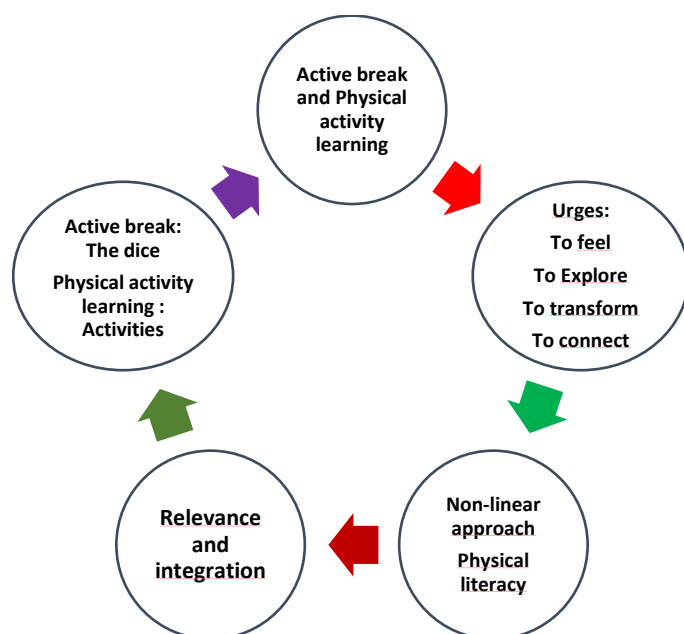 Active break
and Physical
activity
learning
Urges:
To feel
To Explore
To transform
To connect
Non-linear
approach
Physical
literacy
Relevance
and
integration
Active break:
The dice
Physical activity
learning :
Activities